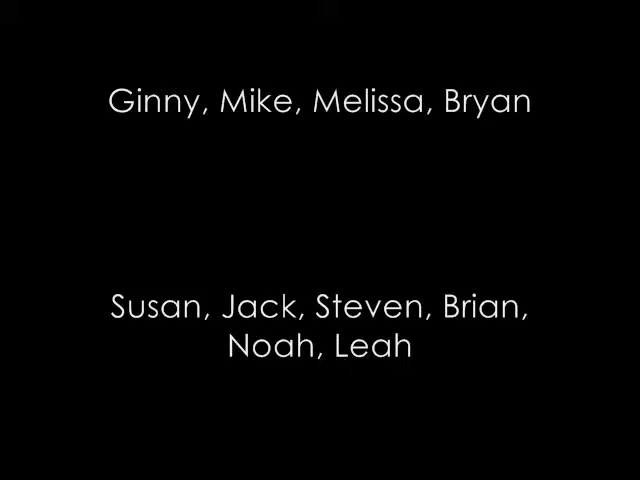 Ginny, Mike, Melissa, Bryan
Susan, Jack, Steven, Brian,
Noah, Leah